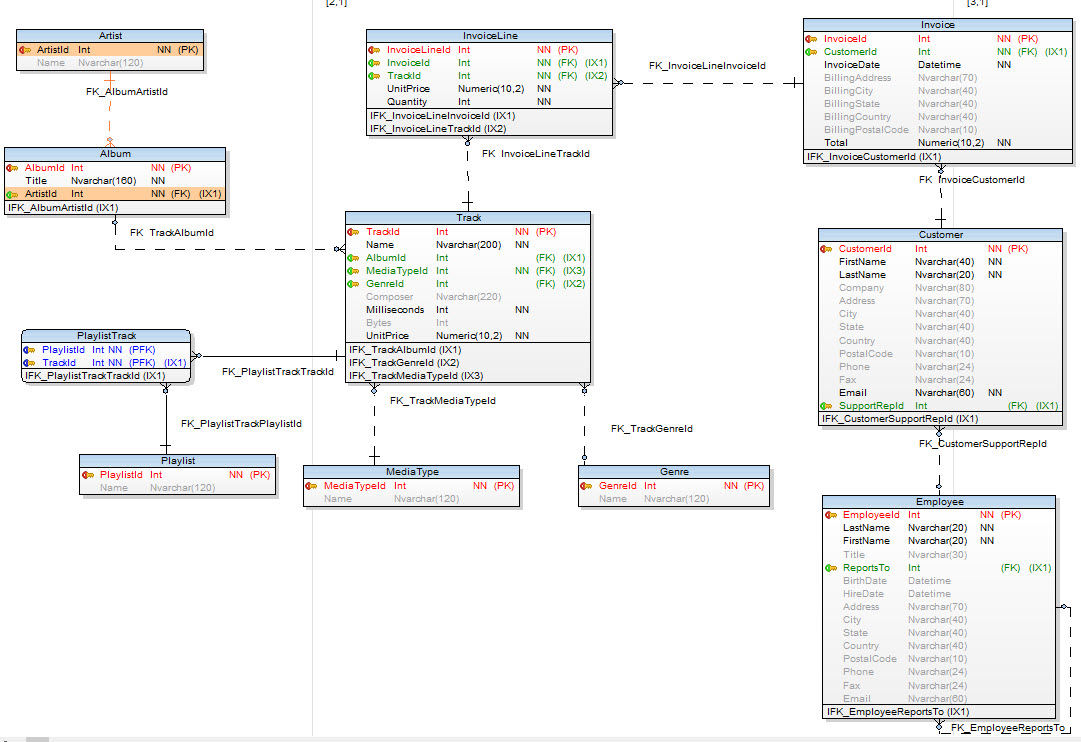 [2,1]
[3,1]
Artist
ArtistId Int NN (PK)
Name Nvarchar(120)
FK_AlbumArtistId
Album
AlbumId Int NN (PK)
Title Nvarchar(160) NN
ArtistId Int NN (FK) (IX1)
IFK_AlbumArtistId (IX1)
FK_TrackAlbumId
InvoiceLine
InvoiceLineId Int NN (PK)
InvoiceId Int NN (FK) (IX1)
TrackId Int NN (FK) (IX2)
UnitPrice Numeric(10,2) NN
Quantity Int NN
IFK_InvoiceLineInvoiceId (IX1)
IFK_InvoiceLineTrackId (IX2)
FK_InvoiceLineInvoiceId
FK_InvoiceLineTrackId
Invoice
InvoiceId Int NN (PK)
CustomerId Int NN (FK) (IX1)
InvoiceDate Datetime NN
BillingAddress Nvarchar(70)
BillingCity Nvarchar(40)
BillingState Nvarchar(40)
BillingCountry Nvarchar(40)
BillingPostalCode Nvarchar(10)
Total Numeric(10,2) NN
IFK_InvoiceCustomerId (IX1)
FK_InvoiceCustomerId
Track
TrackId Int NN (PK)
Name Nvarchar(200) NN
AlbumId Int (FK) (IX1)
MediaTypeId Int NN (FK) (IX3)
GenreId Int (FK) (IX2)
Composer Nvarchar(220)
Milliseconds Int NN
Bytes Int
UnitPrice Numeric(10,2) NN
IFK_TrackAlbumId (IX1)
IFK_TrackGenreId (IX2)
IFK_TrackMediaTypeId (IX3)
Customer
CustomerId Int NN (PK)
FirstName Nvarchar(40) NN
LastName Nvarchar(20) NN
Company Nvarchar(80)
Address Nvarchar(70)
City Nvarchar(40)
State Nvarchar(40)
Country Nvarchar(40)
PostalCode Nvarchar(10)
Phone Nvarchar(24)
Fax Nvarchar(24)
Email Nvarchar(60) NN
SupportRepId Int (FK) (IX1)
IFK_CustomerSupportRepId (IX1)
FK_CustomerSupportRepId
PlaylistTrack
PlaylistId Int NN (PFK)
TrackId Int NN (PFK) (IX1)
IFK_PlaylistTrackTrackId (IX1)
FK_PlaylistTrackTrackId
FK_PlaylistTrackPlaylistId
FK_TrackMediaTypeId
FK_TrackGenreId
Playlist
PlaylistId Int NN (PK)
Name Nvarchar(120)
MediaType
MediaTypeId Int NN (PK)
Name Nvarchar(120)
Genre
GenreId Int NN (PK)
Name Nvarchar(120)
Employee
EmployeeId Int NN (PK)
LastName Nvarchar(20) NN
FirstName Nvarchar(20) NN
Title Nvarchar(30)
ReportsTo Int (FK) (IX1)
BirthDate Datetime
HireDate Datetime
Address Nvarchar(70)
City Nvarchar(40)
State Nvarchar(40)
Country Nvarchar(40)
PostalCode Nvarchar(10)
Phone Nvarchar(24)
Fax Nvarchar(24)
Email Nvarchar(60)
IFK_EmployeeReportsTo (IX1)
FK_EmployeeReportsTo